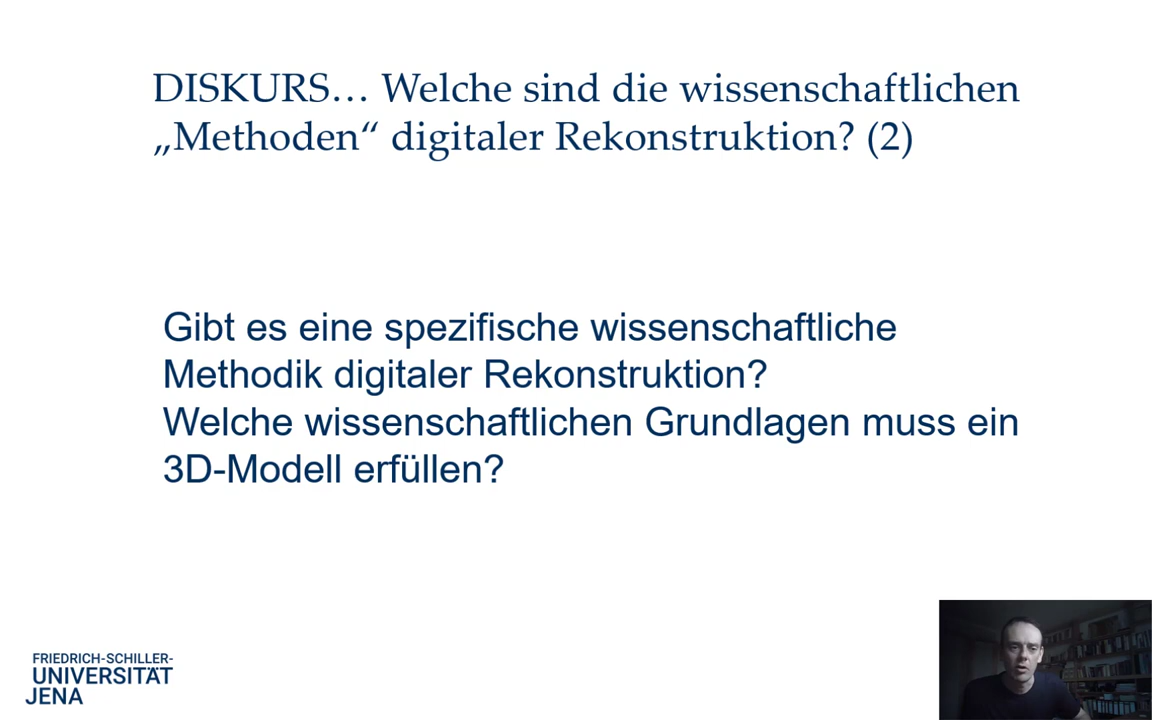 DISKURS… Welche sind die wissenschaftlichen
„Methoden“ digitaler Rekonstruktion? (2)
Gibt es eine spezifische wissenschaftliche
Methodik digitaler Rekonstruktion?
Welche wissenschaftlichen Grundlagen muss ein
3D-Modell erfüllen?
FRIEDRICH-SCHILLER-
UNIVERSITÄT
JENA